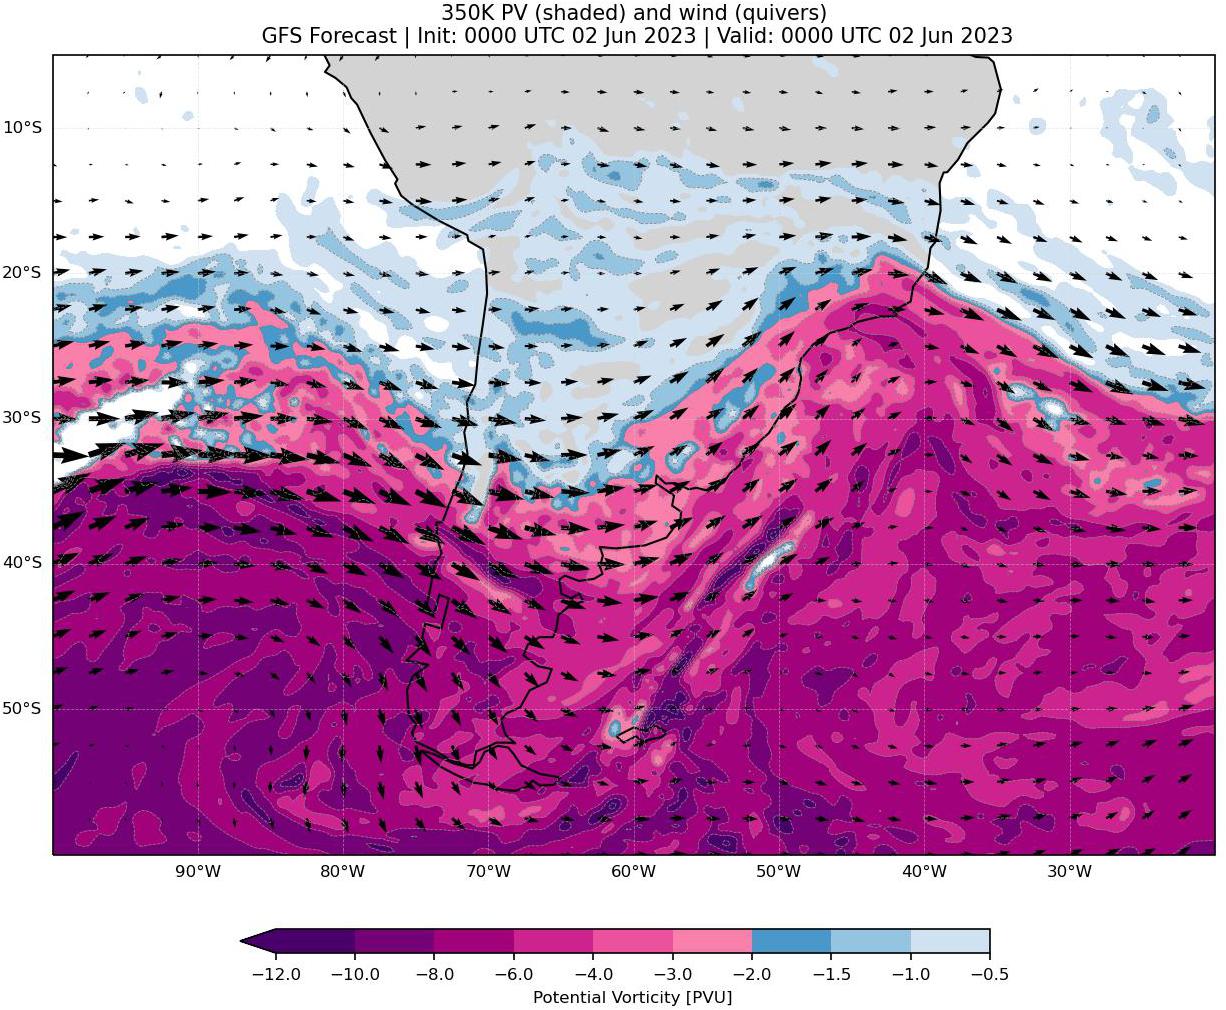 350K PV (shaded) and wind (quivers)
GFS Forecast | Init: 0000 UTC 02 Jun 2023 | Valid: 0000 UTC 02 Jun 2023
10°S
20°S
30°S
40°S
50°S
90°W 80°W 70°W 60°W 50°W 40°W 30°W
−12.0 −10.0 −8.0 −6.0 −4.0 −3.0 −2.0 −1.5 −1.0 −0.5
Potential Vorticity [PVU]